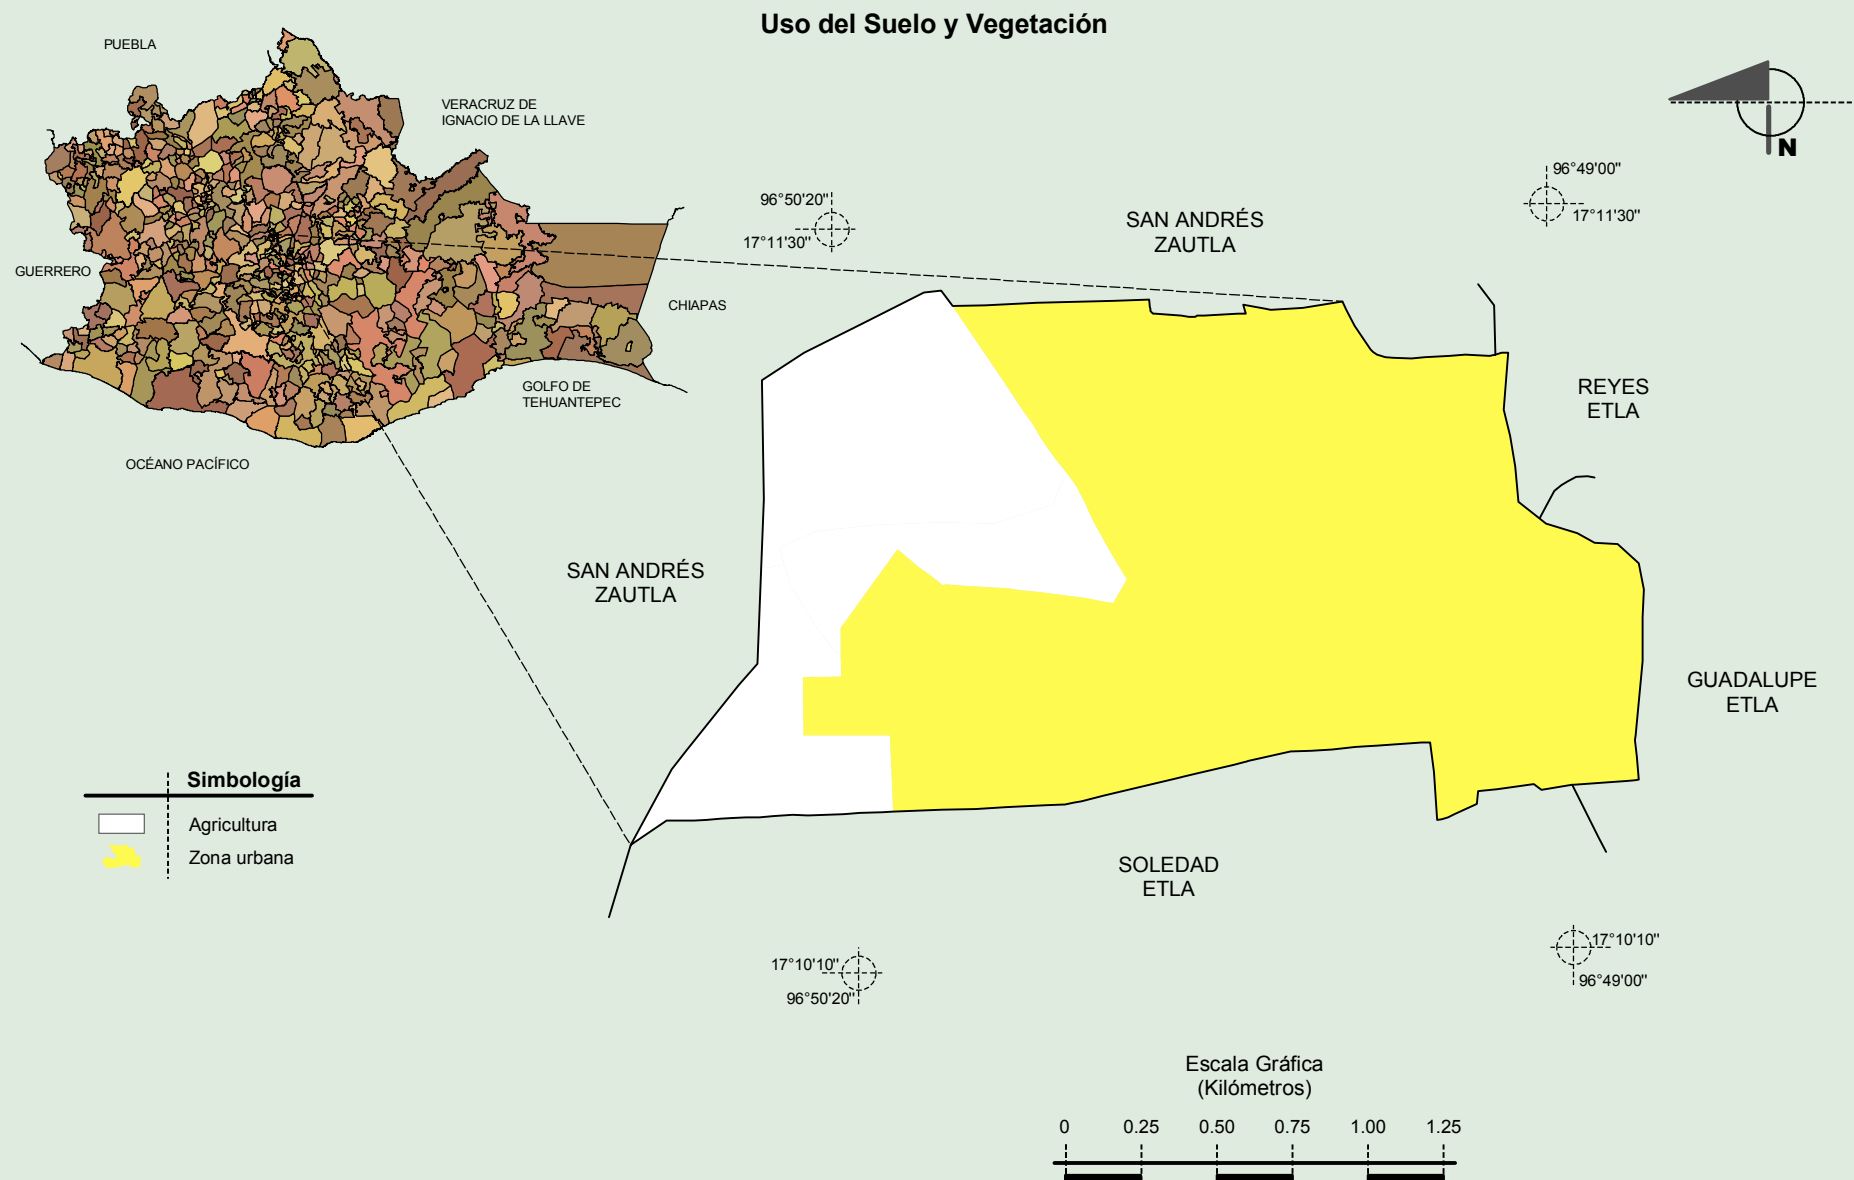 Uso del Suelo y Vegetación
PUEBLA
VERACRUZ DE
IGNACIO DE LA LLAVE
GUERRERO
CHIAPAS
GOLFO DE
TEHUANTEPEC
OCÉANO PACÍFICO
N
96°50'20"
17°11'30"
SAN ANDRÉS
ZAUTLA
96°49'00"
17°11'30"
REYES
ETLA
SAN ANDRÉS
ZAUTLA
GUADALUPE
ETLA
SOLEDAD
ETLA
Simbología
Agricultura
Zona urbana
17°10'10"
96°50'20"
17°10'10"
96°49'00"
Escala Gráfica
(Kilómetros)
0 0.25 0.50 0.75 1.00 1.25